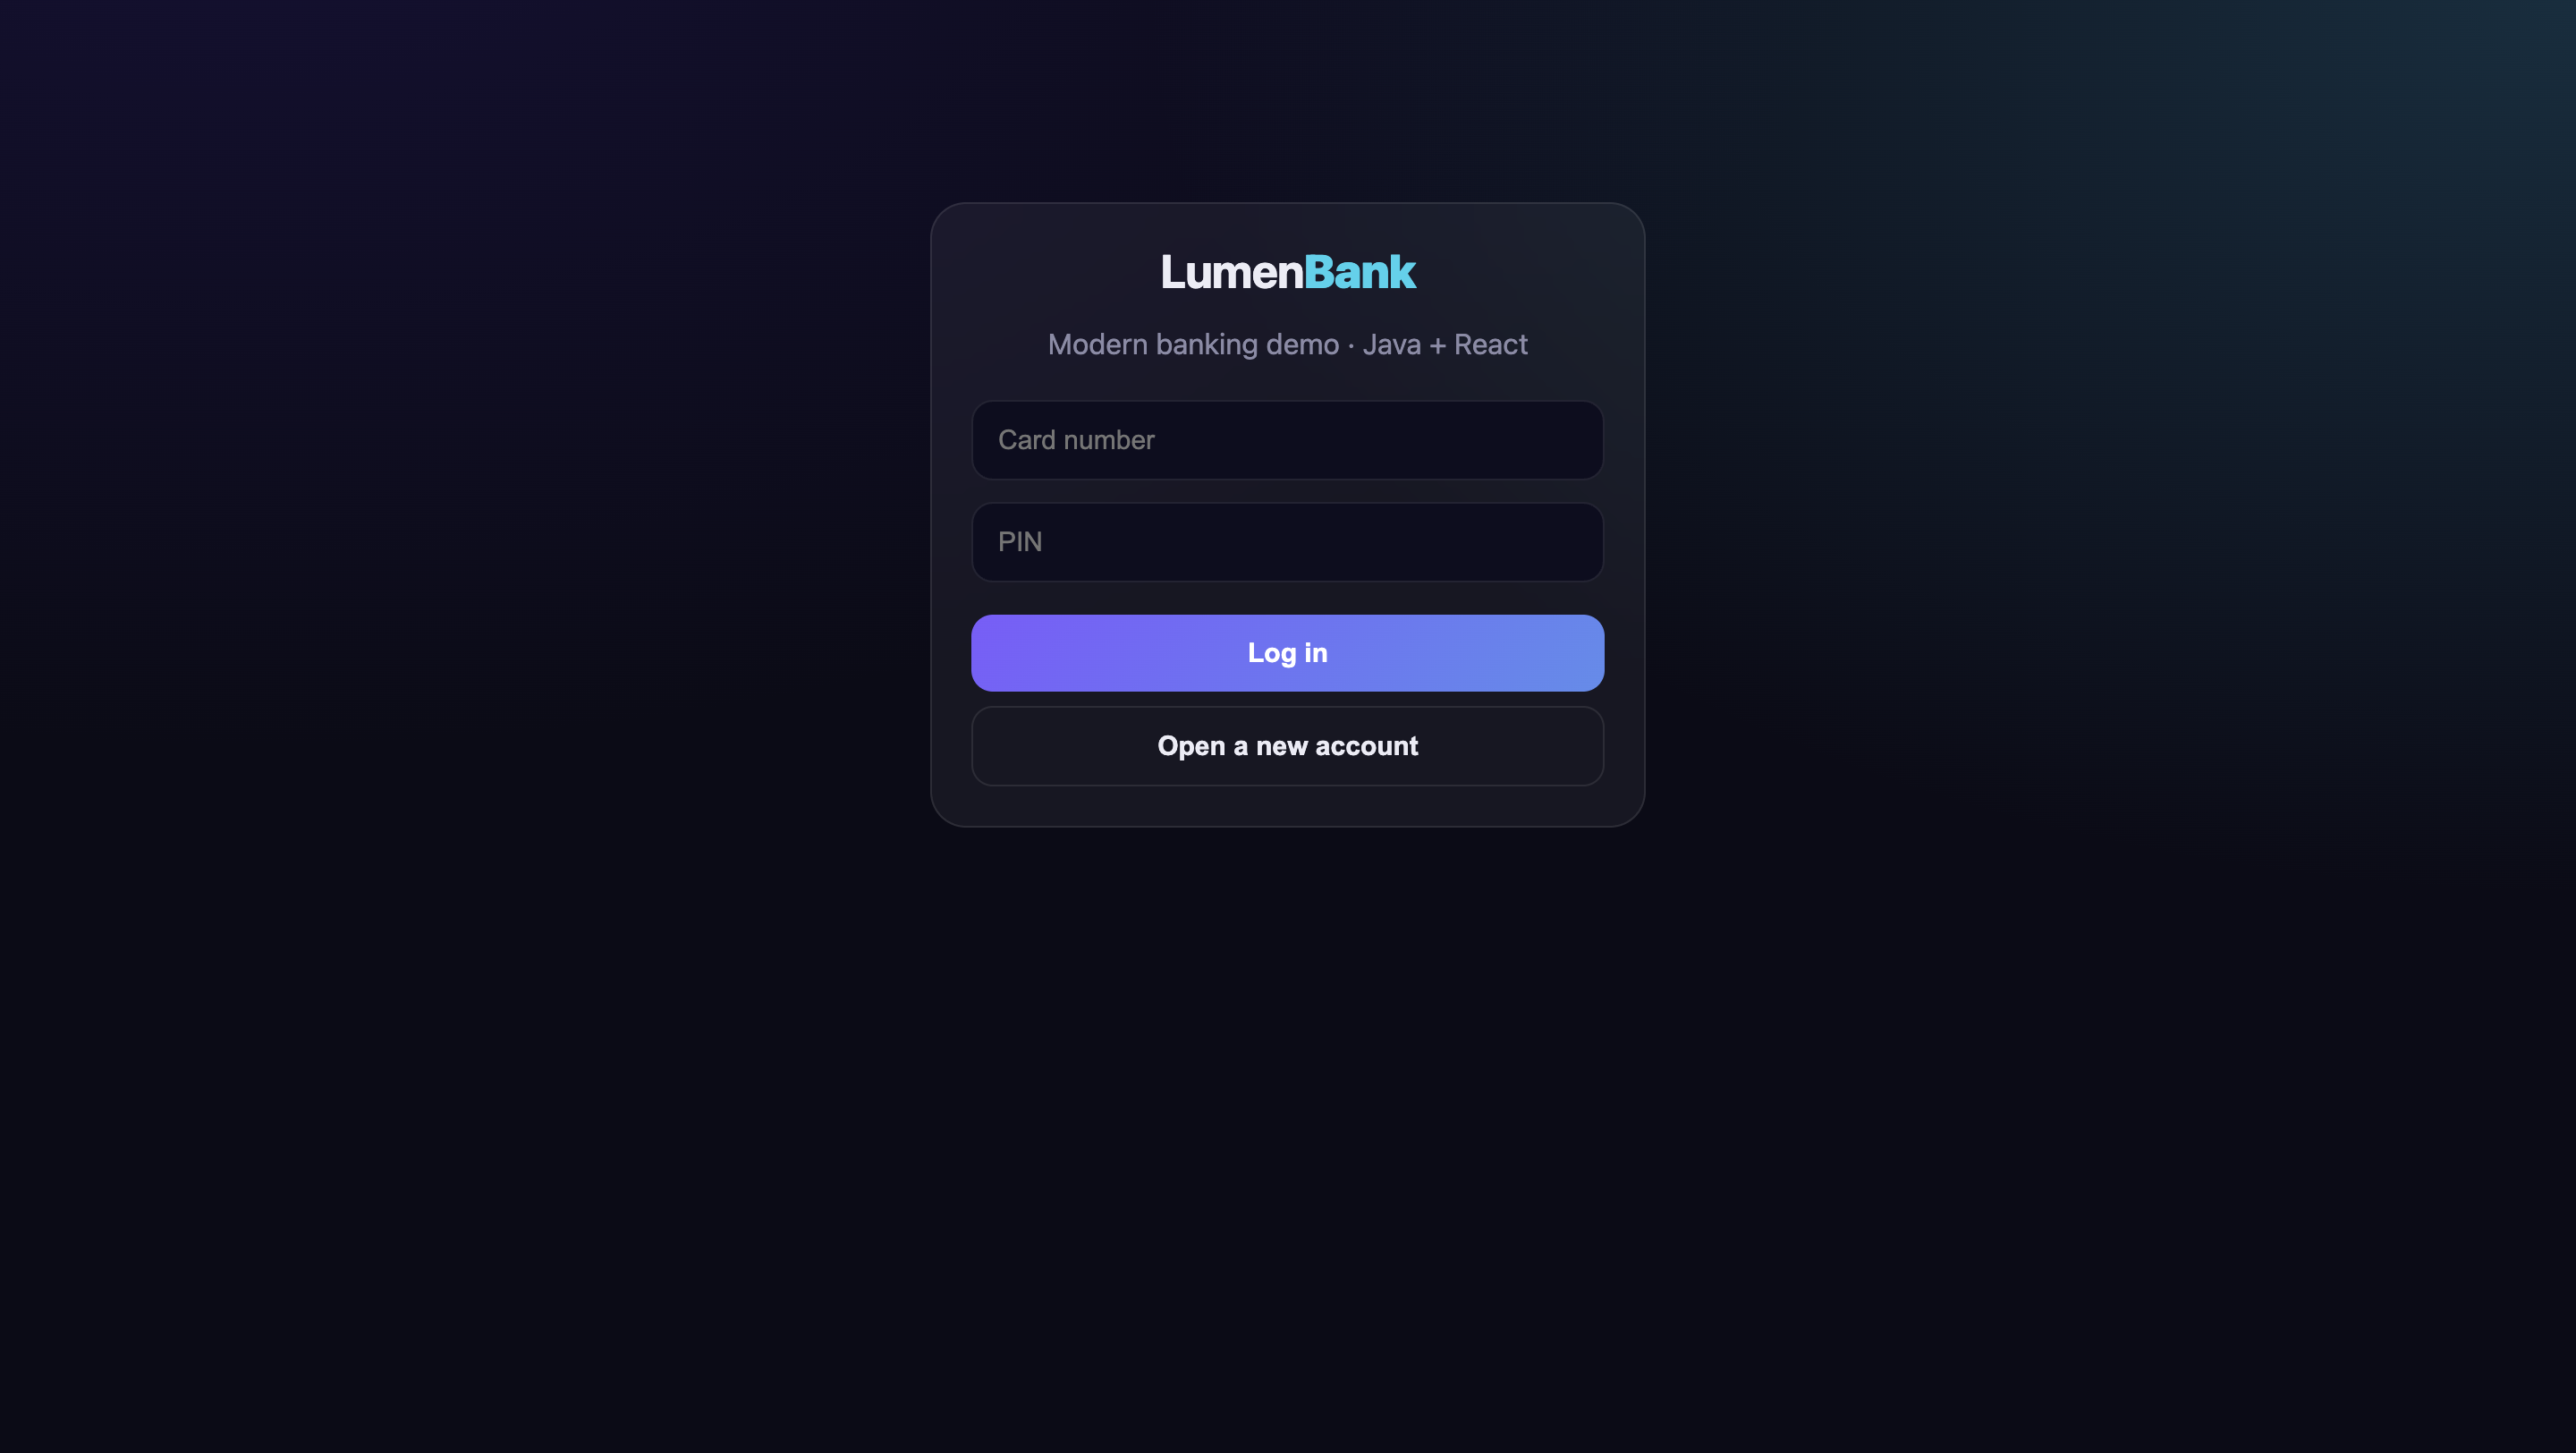 LumenBank
Modern banking demo · Java + React
Card number
PIN
Log in
Open a new account